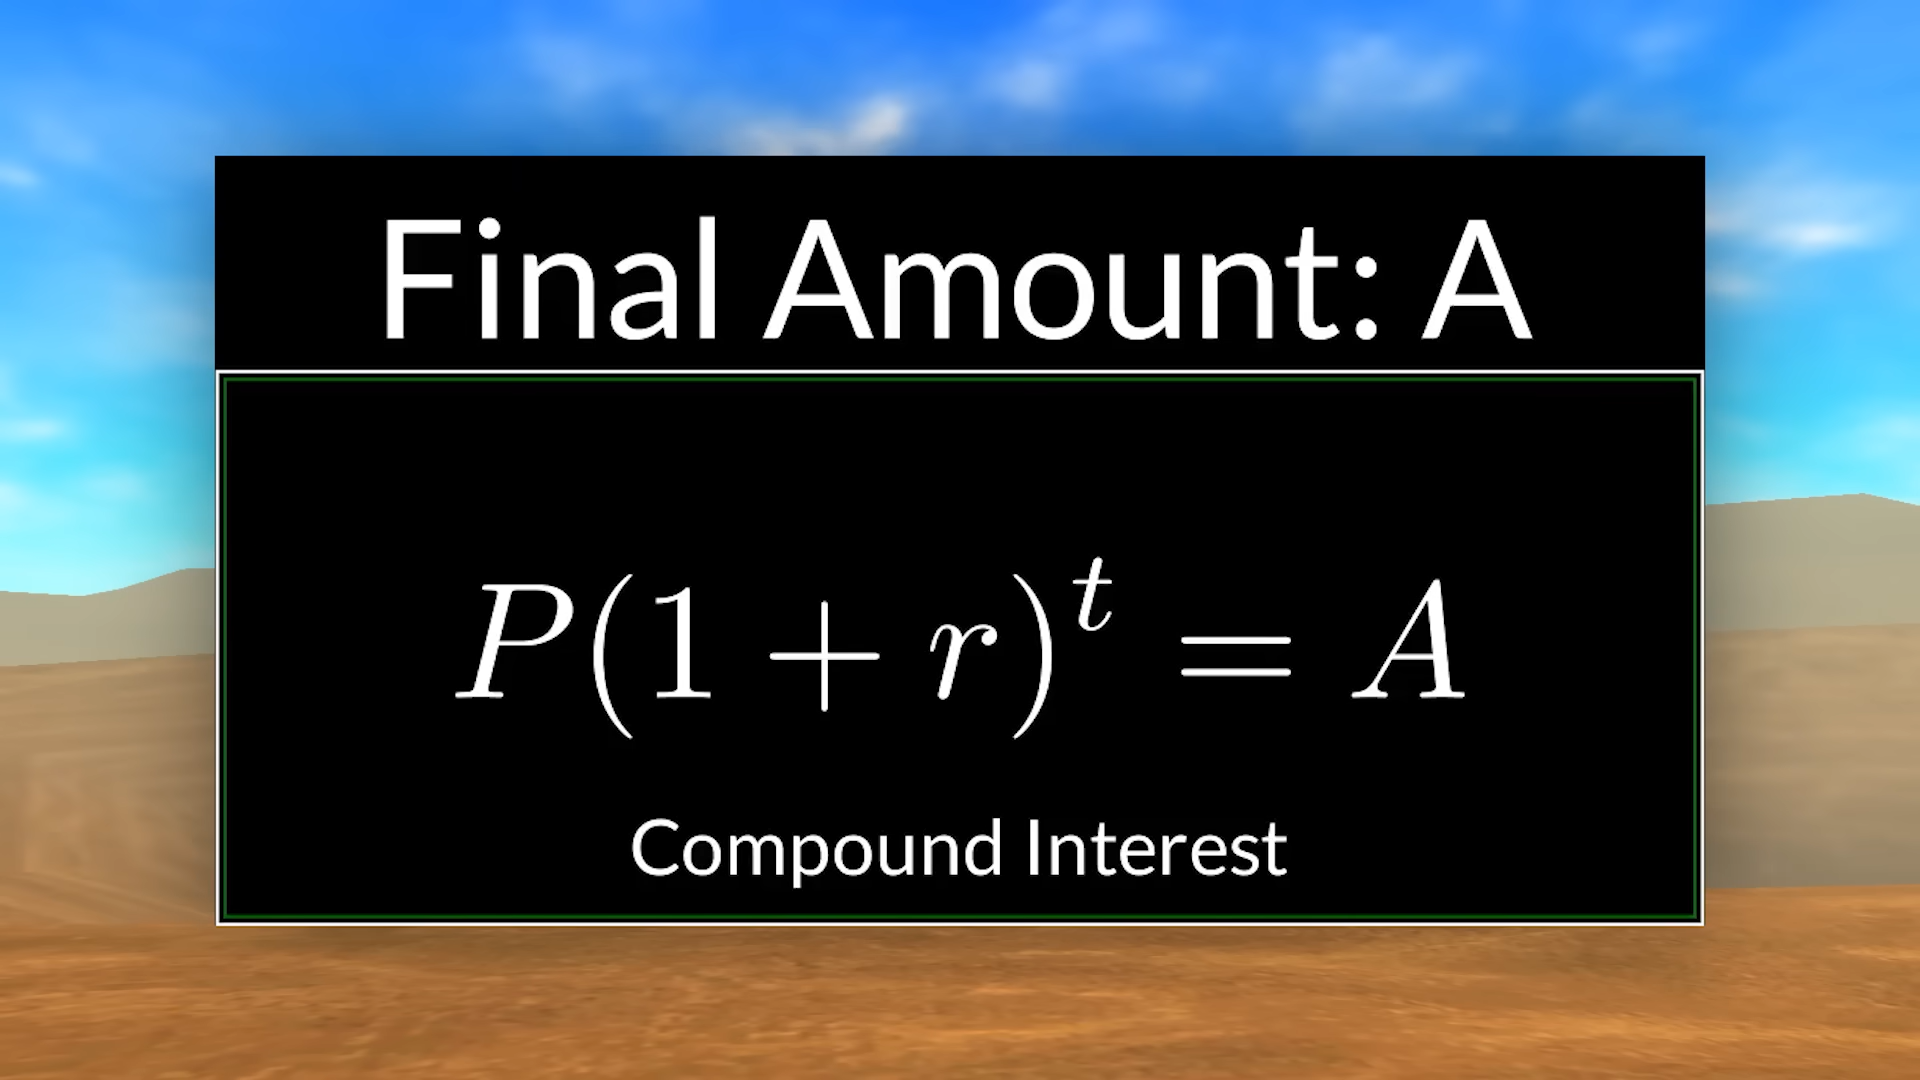 Final Amount: A
P(1 + r)^t = A
Compound Interest